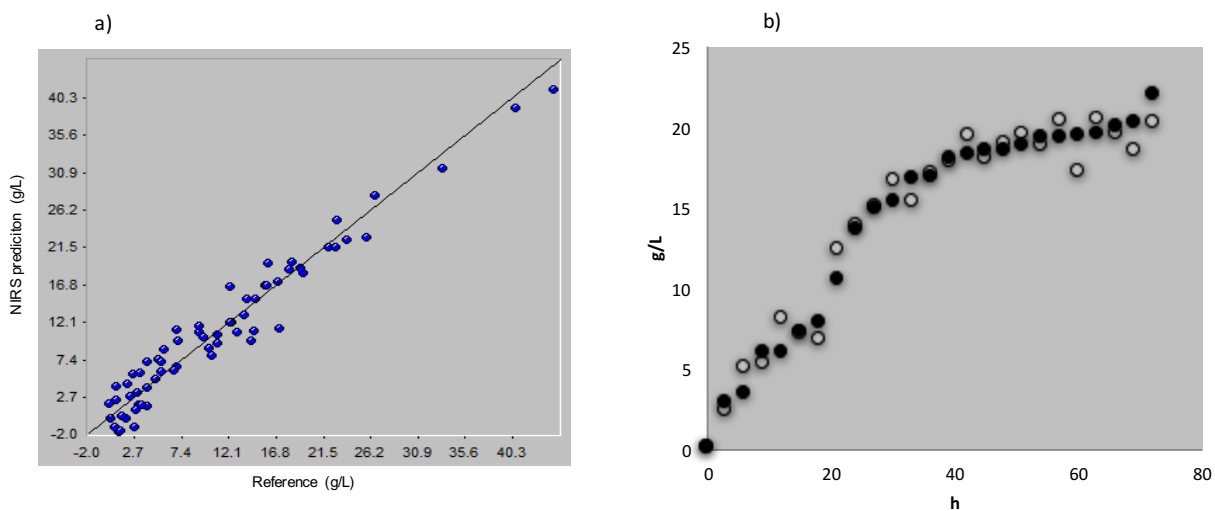 a)
NIRS prediciton (g/L)
40.3
35.6
30.9
26.2
21.5
16.8
12.1
7.4
2.7
-2.0
-2.0 2.7 7.4 12.1 16.8 21.5 26.2 30.9 35.6 40.3
Reference (g/L)
b)
g/L
25
20
15
10
5
0
0 20 40 60 80
h